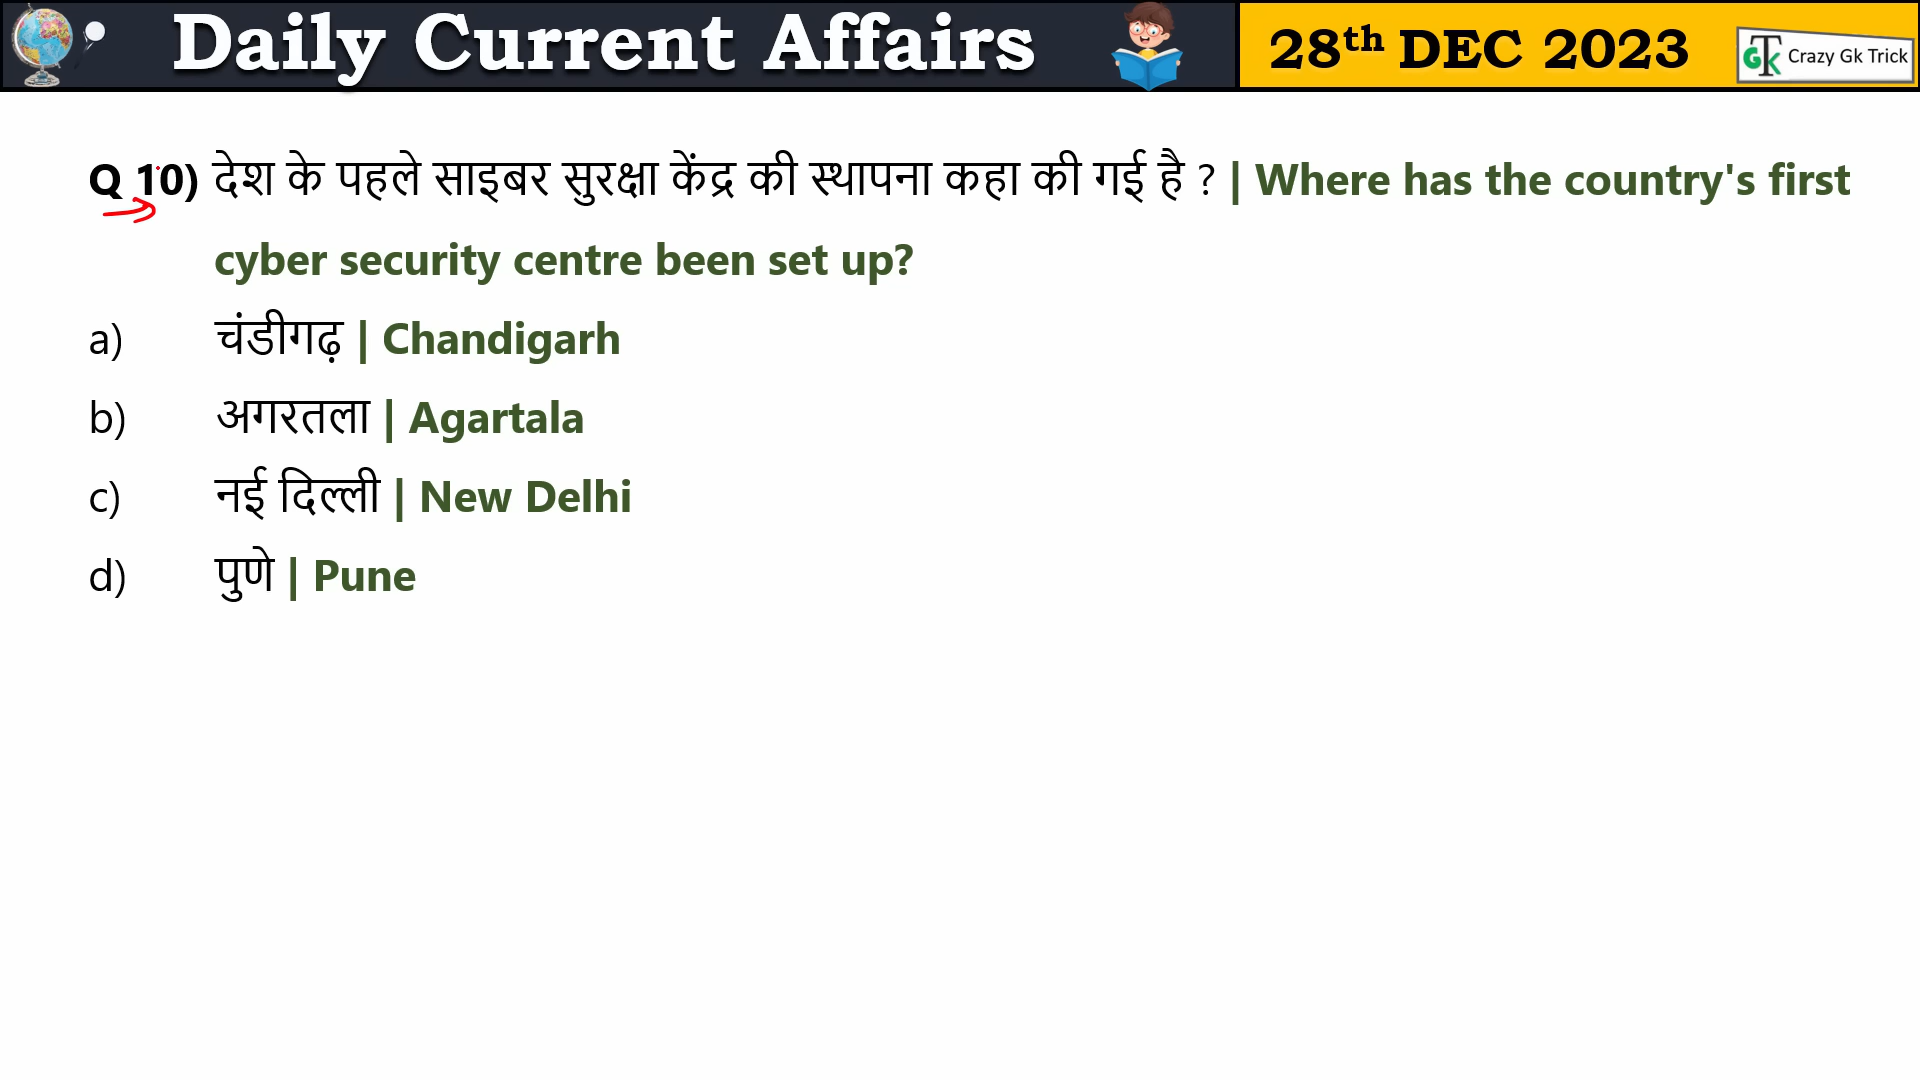 Daily Current Affairs
28th DEC 2023
GTK Crazy Gk Trick
Q 10) देश के पहले साइबर सुरक्षा केंद्र की स्थापना कहा की गई है ? | Where has the country's first
cyber security centre been set up?
a) चंडीगढ़ | Chandigarh
b) अगरतला | Agartala
c) नई दिल्ली | New Delhi
d) पुणे | Pune